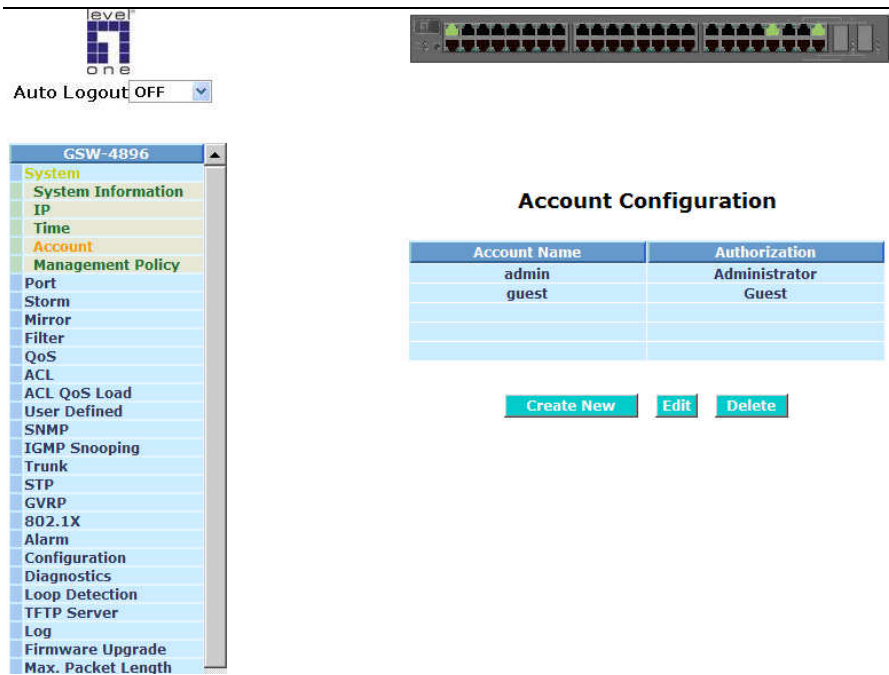 level
one
Auto Logout OFF
GSW-4896
System
System Information
IP
Time
Account
Management Policy
Port
Storm
Mirror
Filter
QoS
ACL
ACL QoS Load
User Defined
SNMP
IGMP Snooping
Trunk
STP
GVRP
802.1X
Alarm
Configuration
Diagnostics
Loop Detection
TFTP Server
Log
Firmware Upgrade
Max. Packet Length
Account Configuration
Account Name Authorization
admin Administrator
guest Guest
Create New Edit Delete